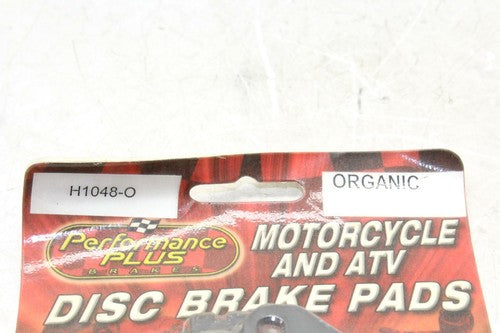 H1048-O
ORGANIC
Performance
PLUS
BRAKES
MOTORCYCLE
AND ATV
DISC BRAKE PADS